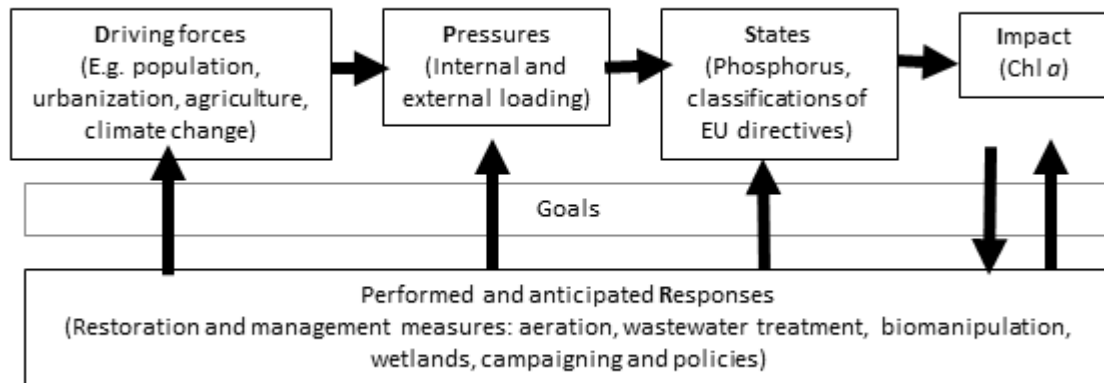 Driving forces
(E.g. population,
urbanization, agriculture,
climate change)
Pressures
(Internal and
external loading)
States
(Phosphorus,
classifications of
EU directives)
Impact
(Chl a)
Goals
Performed and anticipated Responses
(Restoration and management measures: aeration, wastewater treatment, biomanipulation,
wetlands, campaigning and policies)